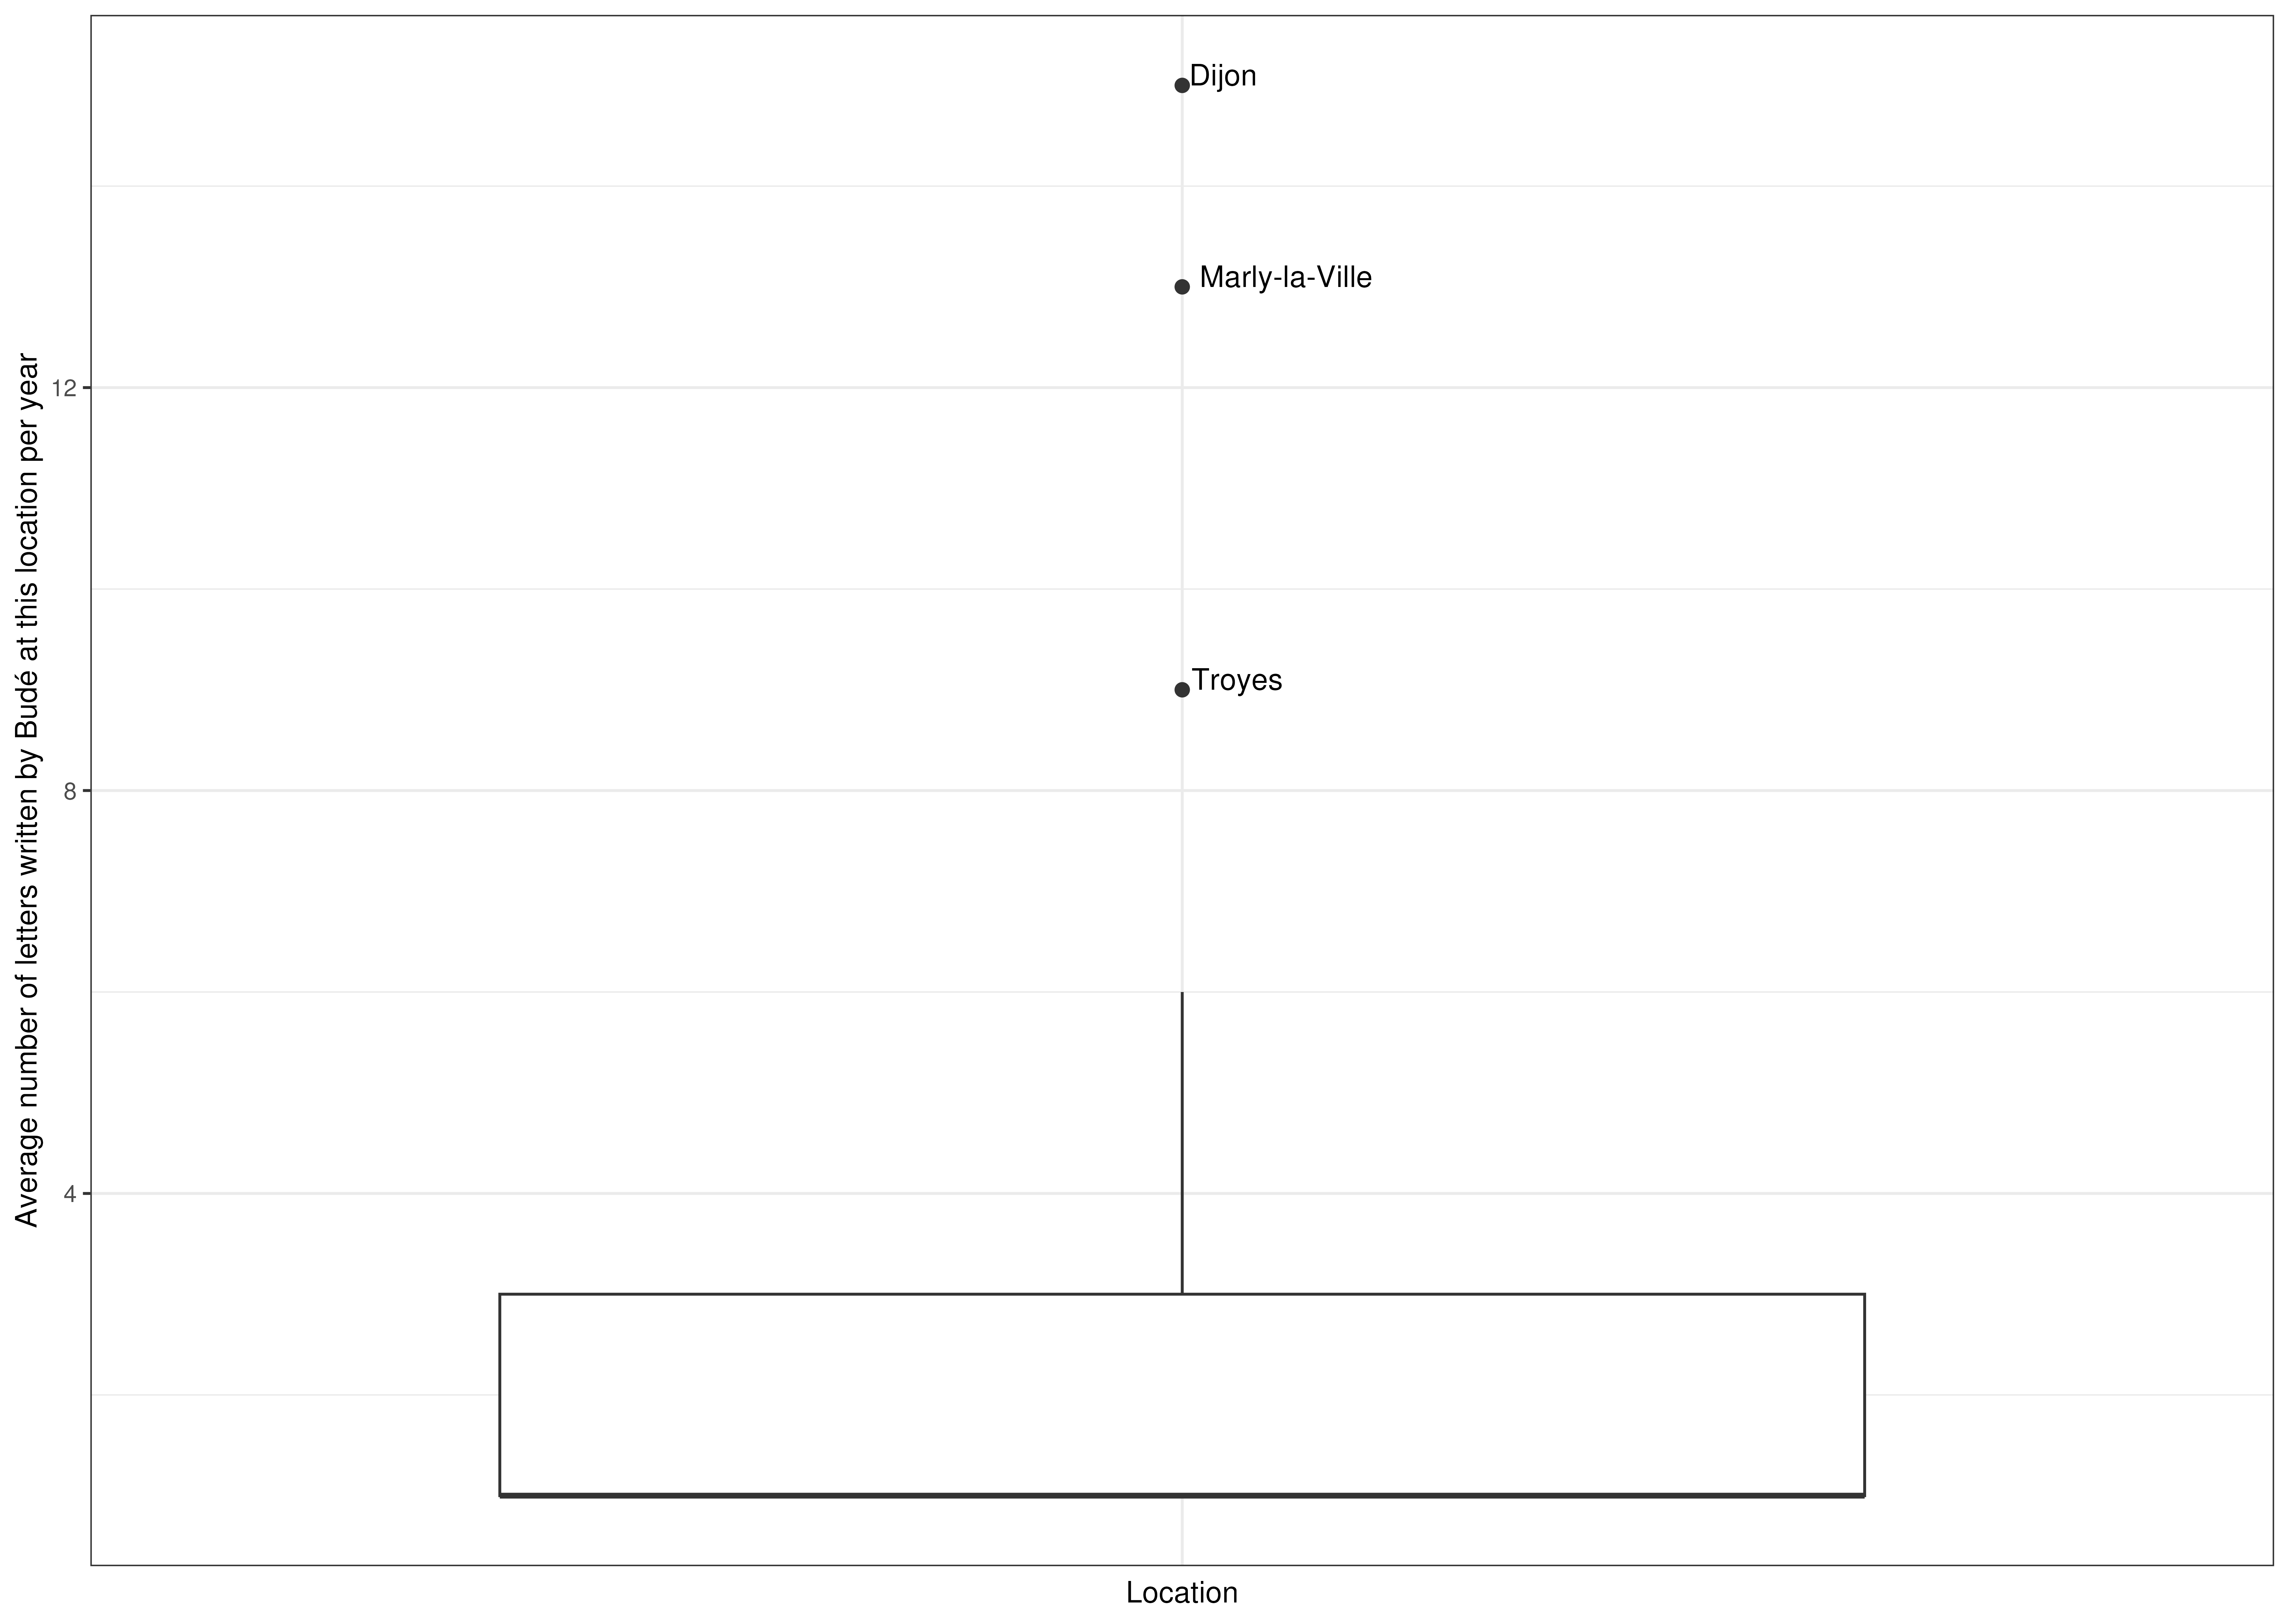 Average number of letters written by Budé at this location per year
12
8
4
Dijon
Marly-la-Ville
Troyes
Location